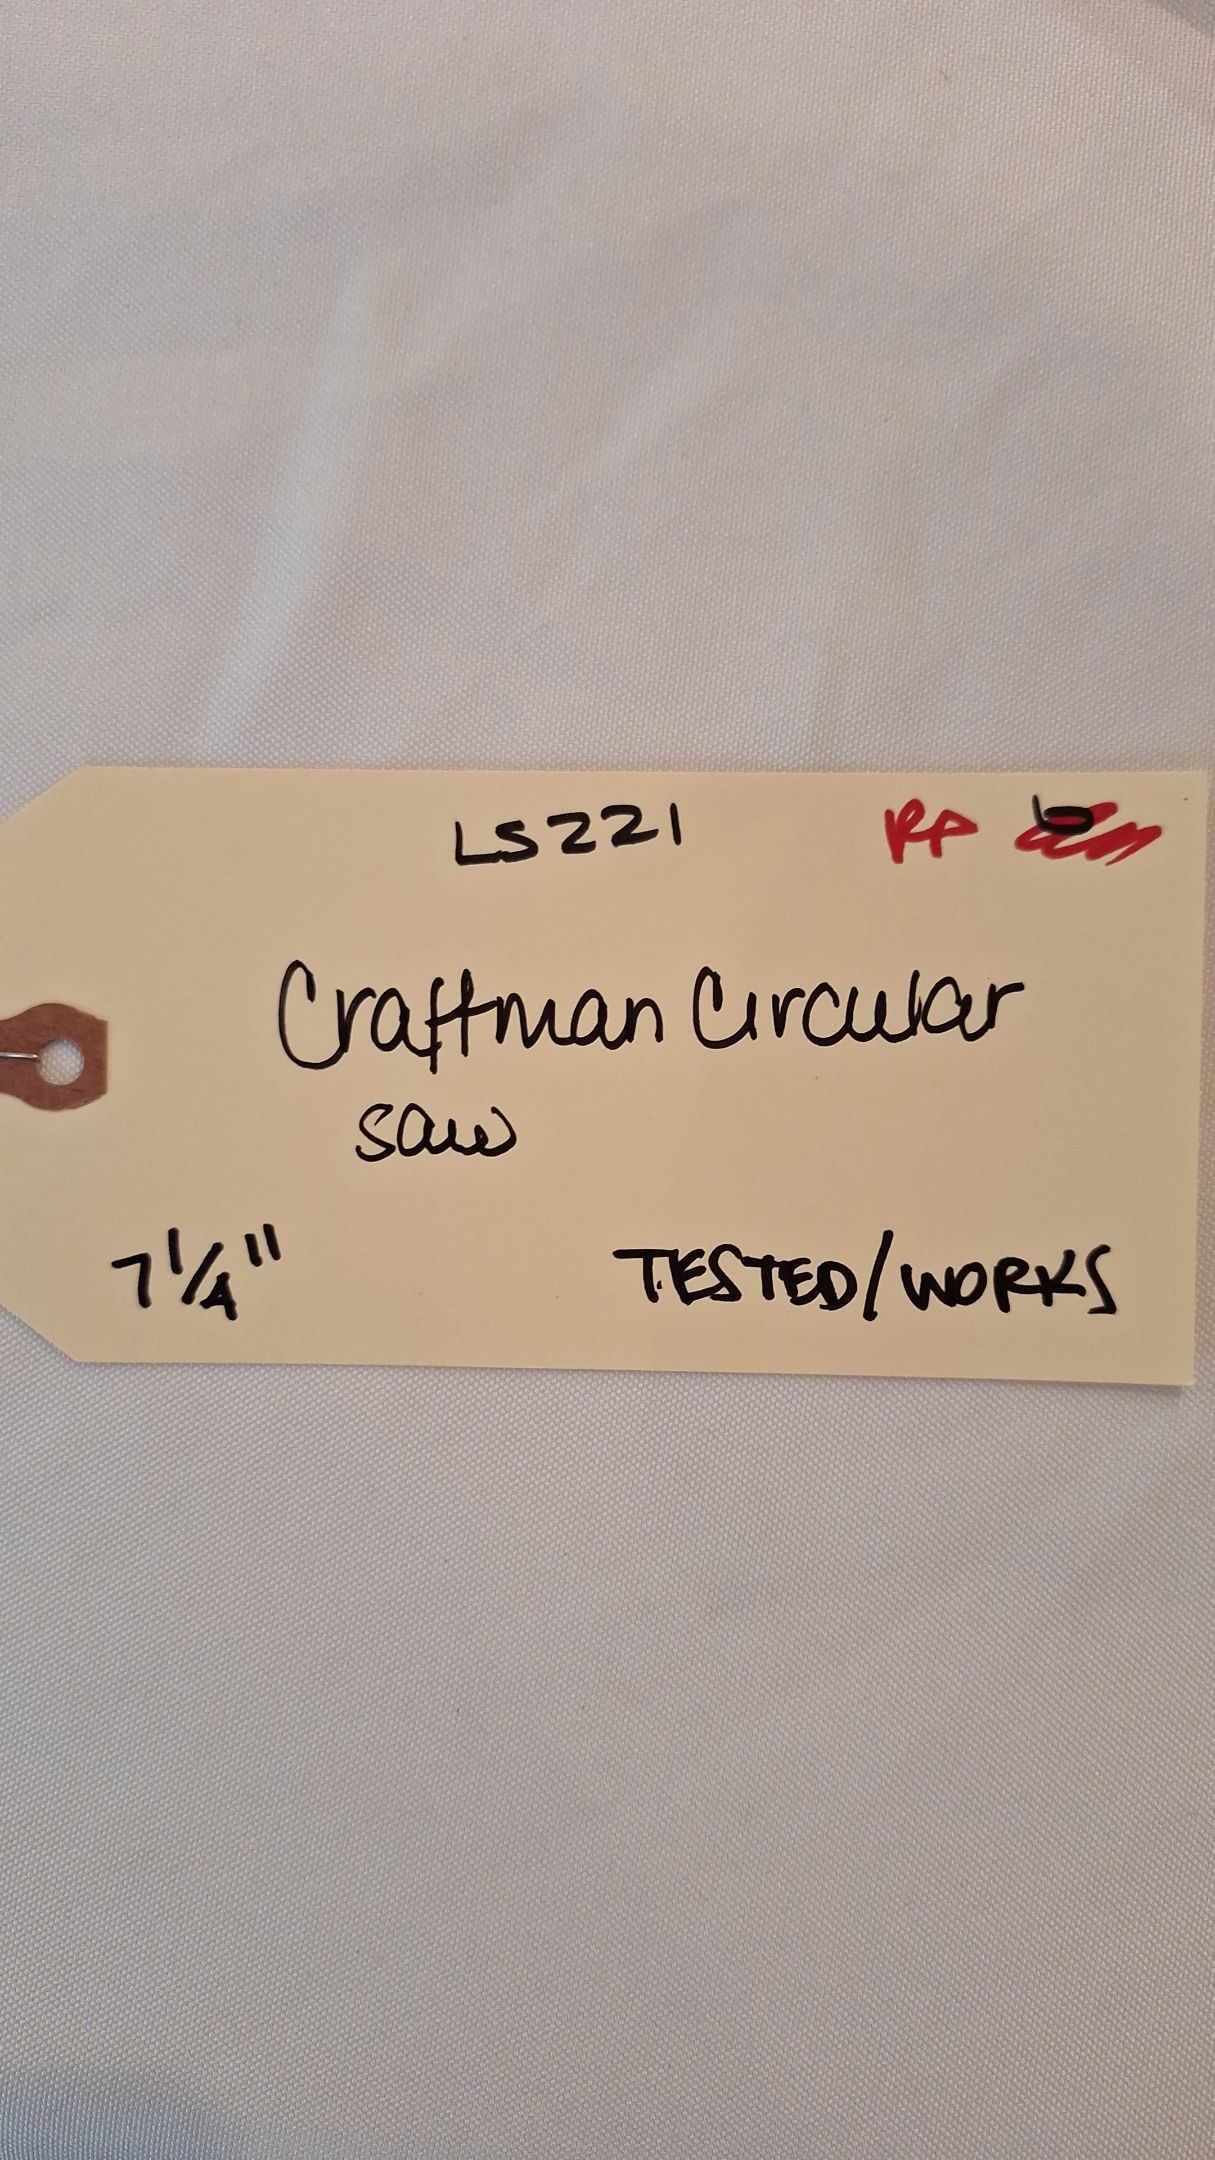 LS221 RP
Craftman Circular
saw
7 1/4" TESTED/WORKS